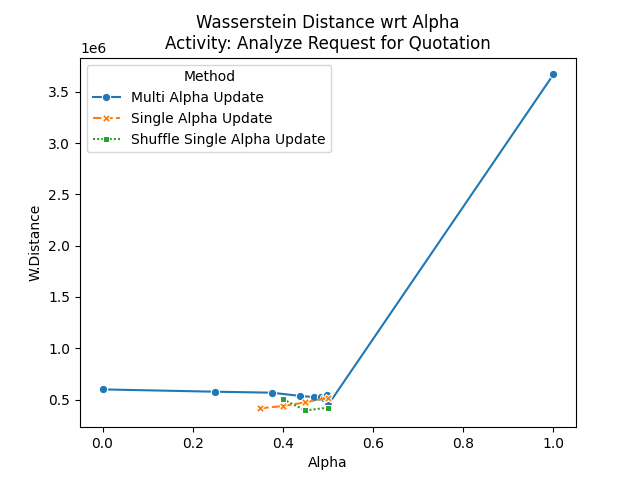 Wasserstein Distance wrt Alpha
Activity: Analyze Request for Quotation
1e6
Method
Multi Alpha Update
Single Alpha Update
Shuffle Single Alpha Update
3.5
3.0
2.5
2.0
1.5
1.0
0.5
W.Distance
0.0 0.2 0.4 0.6 0.8 1.0
Alpha